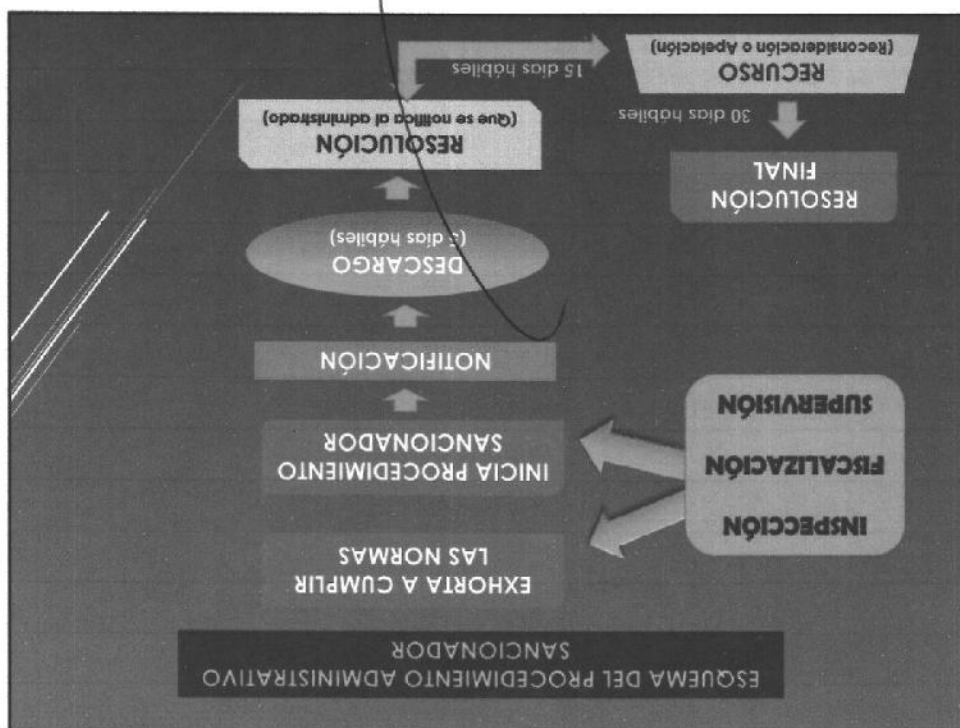 ESQUEMA DEL PROCEDIMIENTO ADMINISTRATIVO
SANCIONADOR
INSPECCIÓN
FISCALIZACIÓN
SUPERVISIÓN
EXHORTA A CUMPLIR
LAS NORMAS
INICIA PROCEDIMIENTO
SANCIONADOR
NOTIFICACIÓN
DESCARGO
(5 días hábiles)
RESOLUCIÓN
(Que se notifica al administrado)
15 días hábiles
RECURSO
(Reconsideración o Apelación)
30 días hábiles
RESOLUCIÓN
FINAL